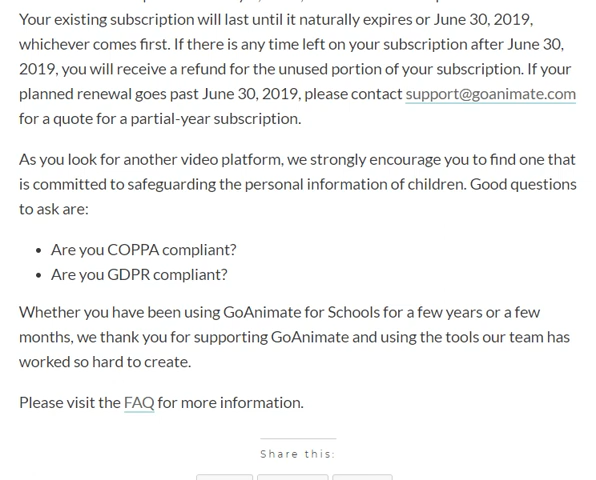 Your existing subscription will last until it naturally expires or June 30, 2019,
whichever comes first. If there is any time left on your subscription after June 30,
2019, you will receive a refund for the unused portion of your subscription. If your
planned renewal goes past June 30, 2019, please contact support@goanimate.com
for a quote for a partial-year subscription.
As you look for another video platform, we strongly encourage you to find one that
is committed to safeguarding the personal information of children. Good questions
to ask are:
• Are you COPPA compliant?
• Are you GDPR compliant?
Whether you have been using GoAnimate for Schools for a few years or a few
months, we thank you for supporting GoAnimate and using the tools our team has
worked so hard to create.
Please visit the FAQ for more information.
Share this: